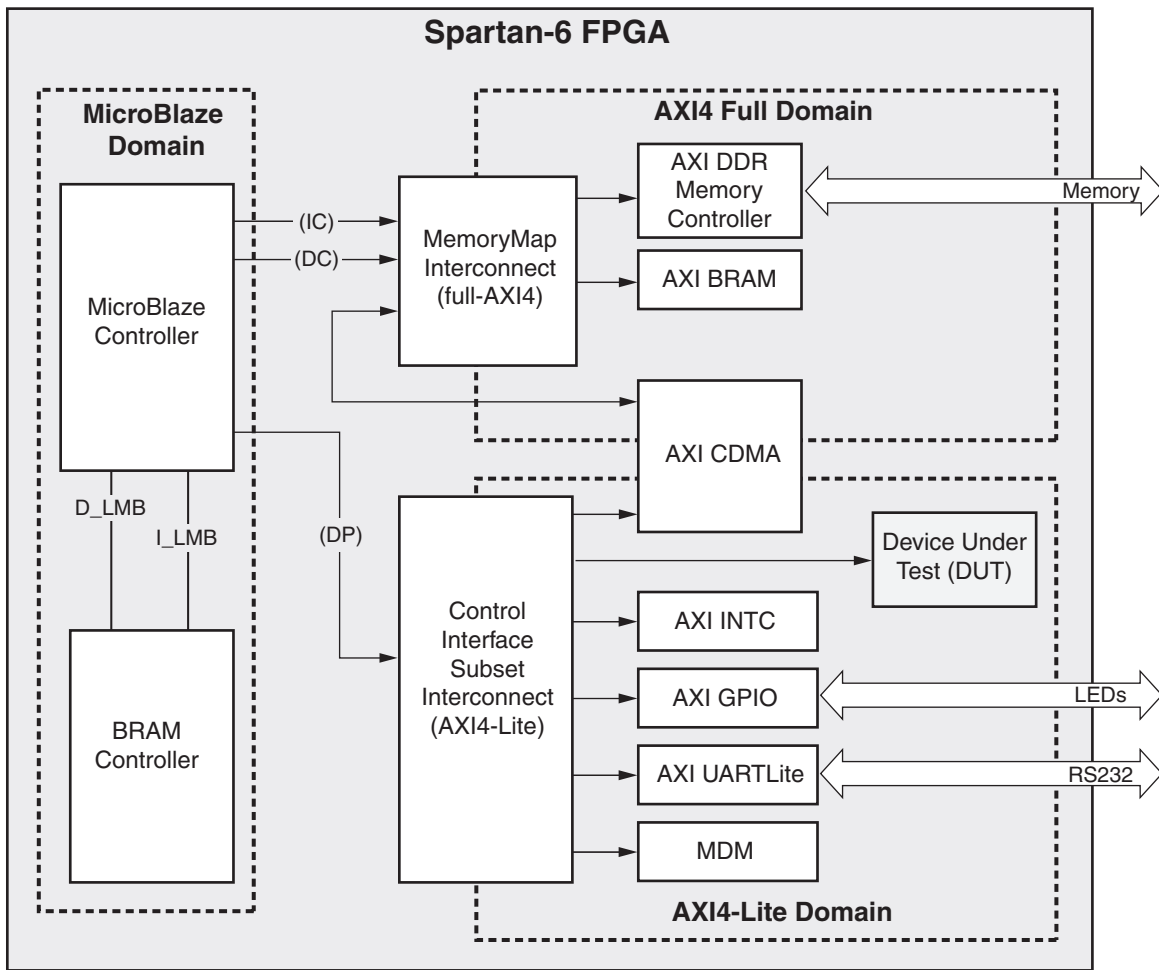 Spartan-6 FPGA
MicroBlaze
Domain
AXI4 Full Domain
MicroBlaze
Controller
(IC)
(DC)
MemoryMap
Interconnect
(full-AXI4)
AXI DDR
Memory
Controller
Memory
AXI BRAM
AXI CDMA
D_LMB
I_LMB
(DP)
BRAM
Controller
Control
Interface
Subset
Interconnect
(AXI4-Lite)
Device Under
Test (DUT)
AXI INTC
AXI GPIO
LEDs
AXI UARTLite
RS232
MDM
AXI4-Lite Domain